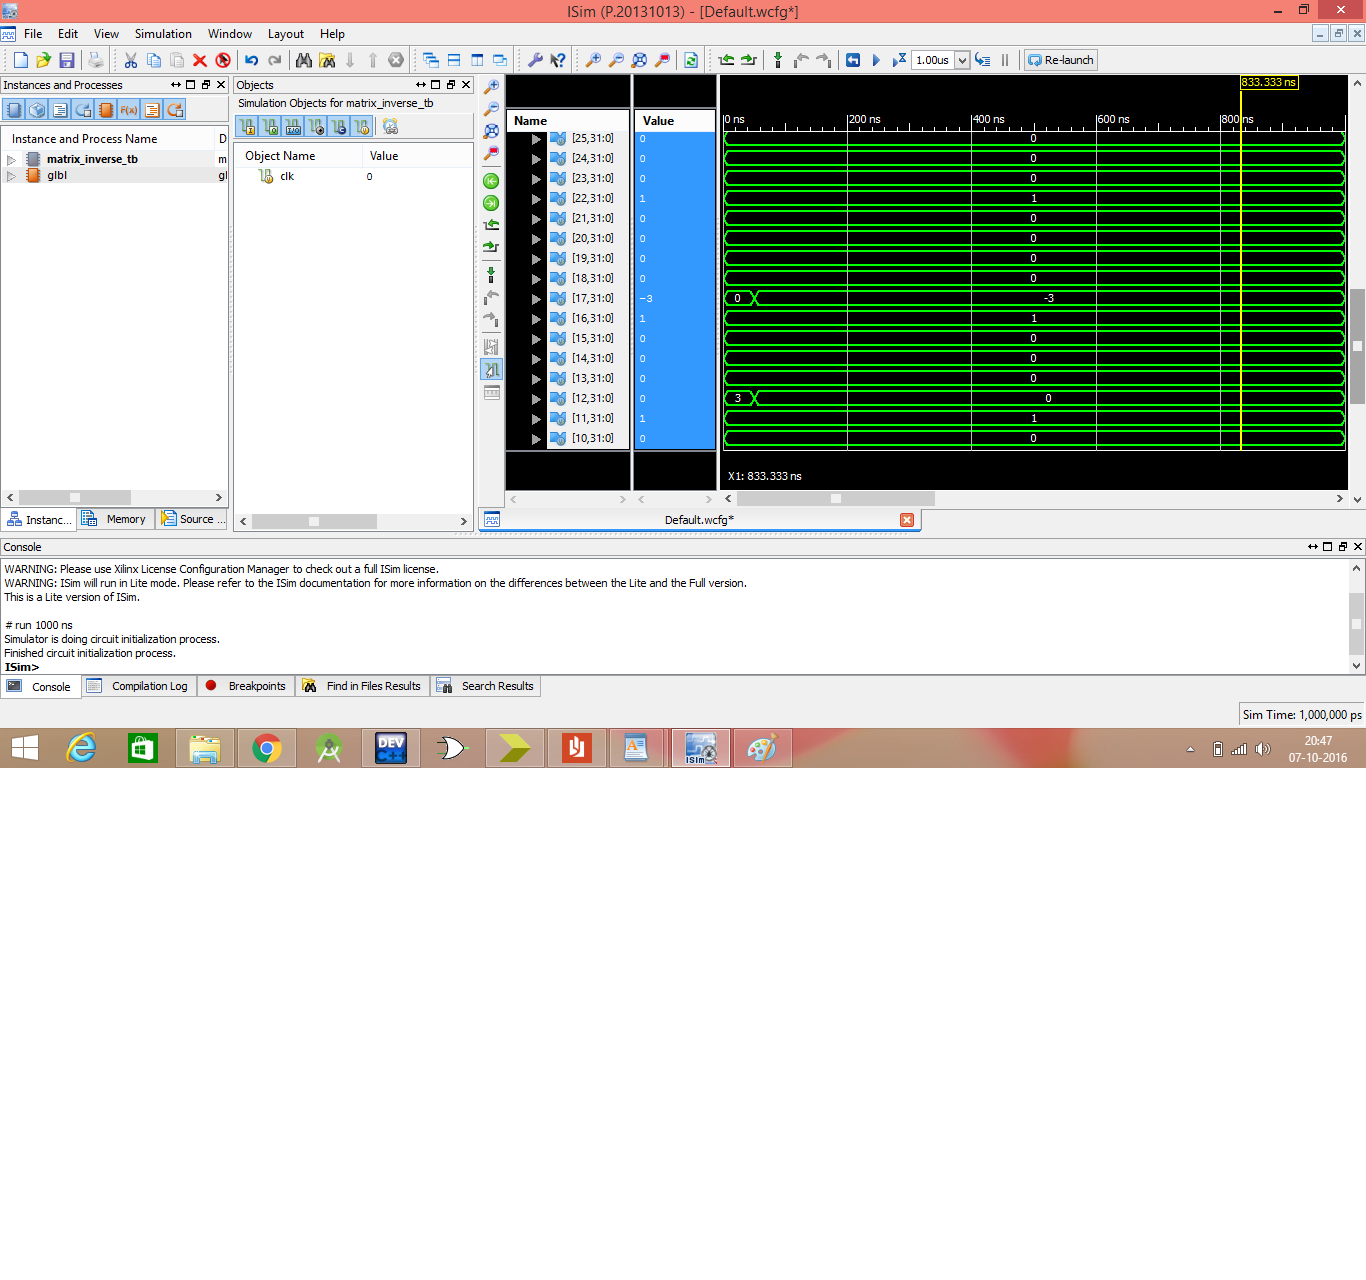 ISim (P.20131013) - [Default.wcfg*]
File Edit View Simulation Window Layout Help
1.00us Re-launch
Instances and Processes
Instance and Process Name D
matrix_inverse_tb m
glbl gl
Instanc... Memory Source ...
Objects
Simulation Objects for matrix_inverse_tb
Object Name Value
clk 0
833.333 ns
Name Value 0 ns 200 ns 400 ns 600 ns 800 ns
[25,31:0] 0 0
[24,31:0] 0 0
[23,31:0] 0 0
[22,31:0] 1 1
[21,31:0] 0 0
[20,31:0] 0 0
[19,31:0] 0 0
[18,31:0] 0 0
[17,31:0] -3 0 -3
[16,31:0] 1 1
[15,31:0] 0 0
[14,31:0] 0 0
[13,31:0] 0 0
[12,31:0] 0 3 0
[11,31:0] 1 1
[10,31:0] 0 0
X1: 833.333 ns
Default.wcfg*
Console
WARNING: Please use Xilinx License Configuration Manager to check out a full ISim license.
WARNING: ISim will run in Lite mode. Please refer to the ISim documentation for more information on the differences between the Lite and the Full version.
This is a Lite version of ISim.
# run 1000 ns
Simulator is doing circuit initialization process.
Finished circuit initialization process.
ISim>
Console Compilation Log Breakpoints Find in Files Results Search Results
Sim Time: 1,000,000 ps
DEV
C++
ISim
20:47
07-10-2016